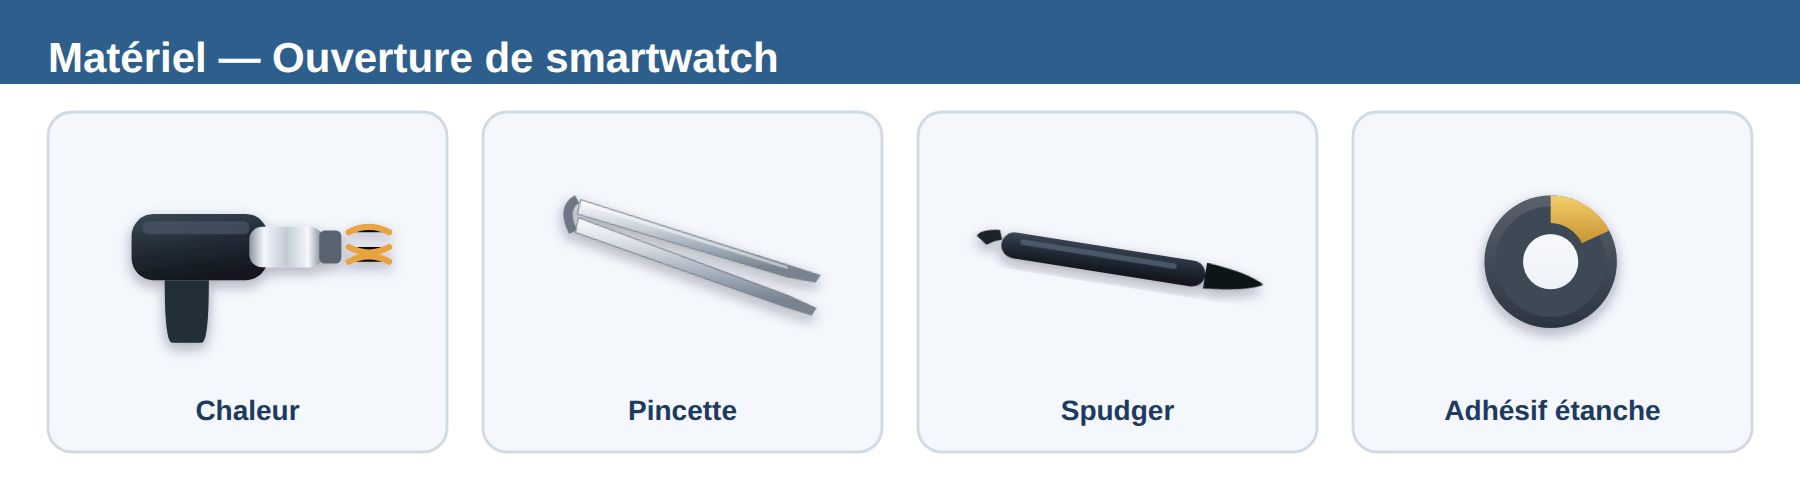 Matériel — Ouverture de smartwatch
Chaleur
Pincette
Spudger
Adhésif étanche